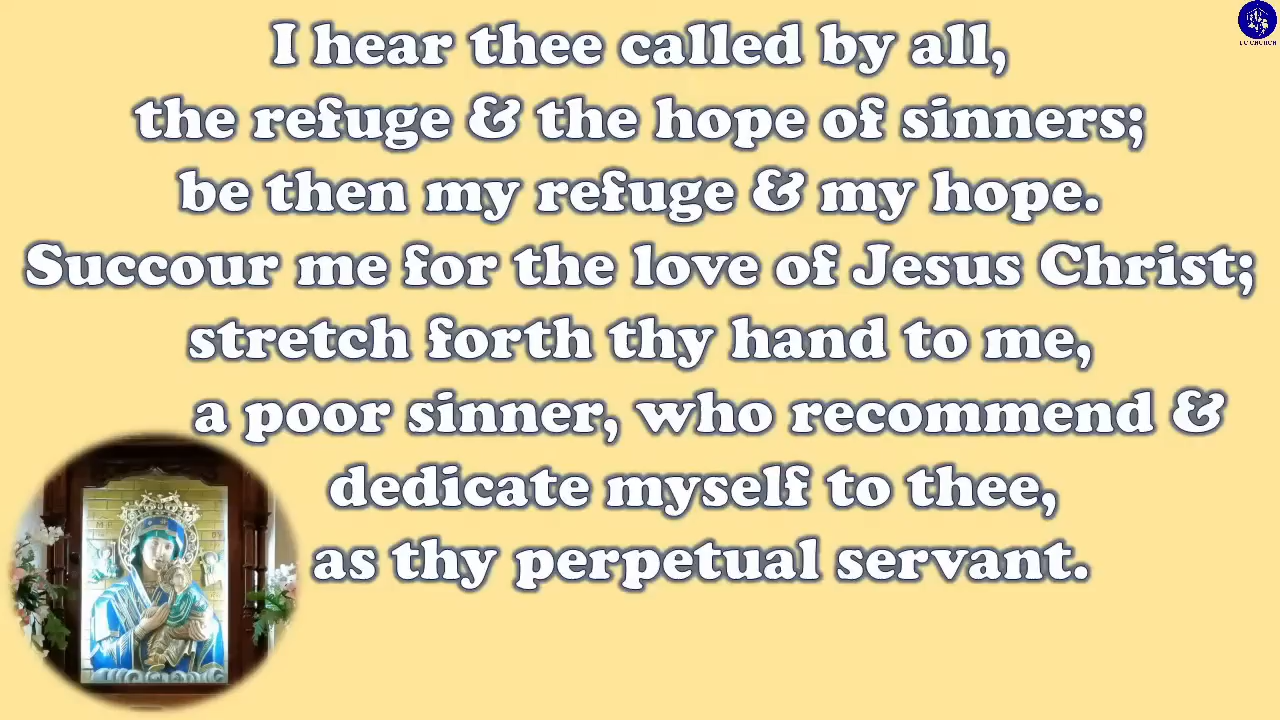 I hear thee called by all,
the refuge & the hope of sinners;
be then my refuge & my hope.
Succour me for the love of Jesus Christ;
stretch forth thy hand to me,
a poor sinner, who recommend &
dedicate myself to thee,
as thy perpetual servant.